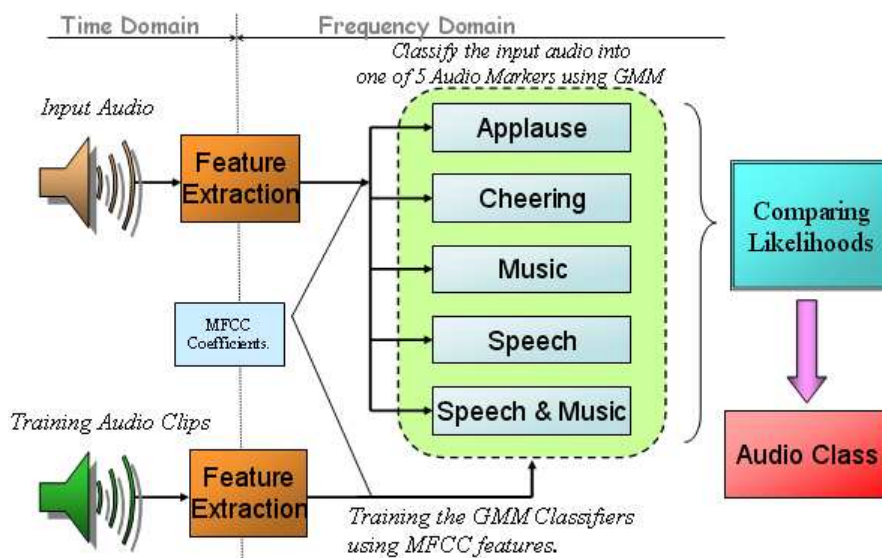 Time Domain
Frequency Domain
Classify the input audio into
one of 5 Audio Markers using GMM
Input Audio
Feature
Extraction
Applause
Cheering
Music
Speech
Speech & Music
Comparing
Likelihoods
MFCC
Coefficients.
Training Audio Clips
Feature
Extraction
Audio Class
Training the GMM Classifiers
using MFCC features.